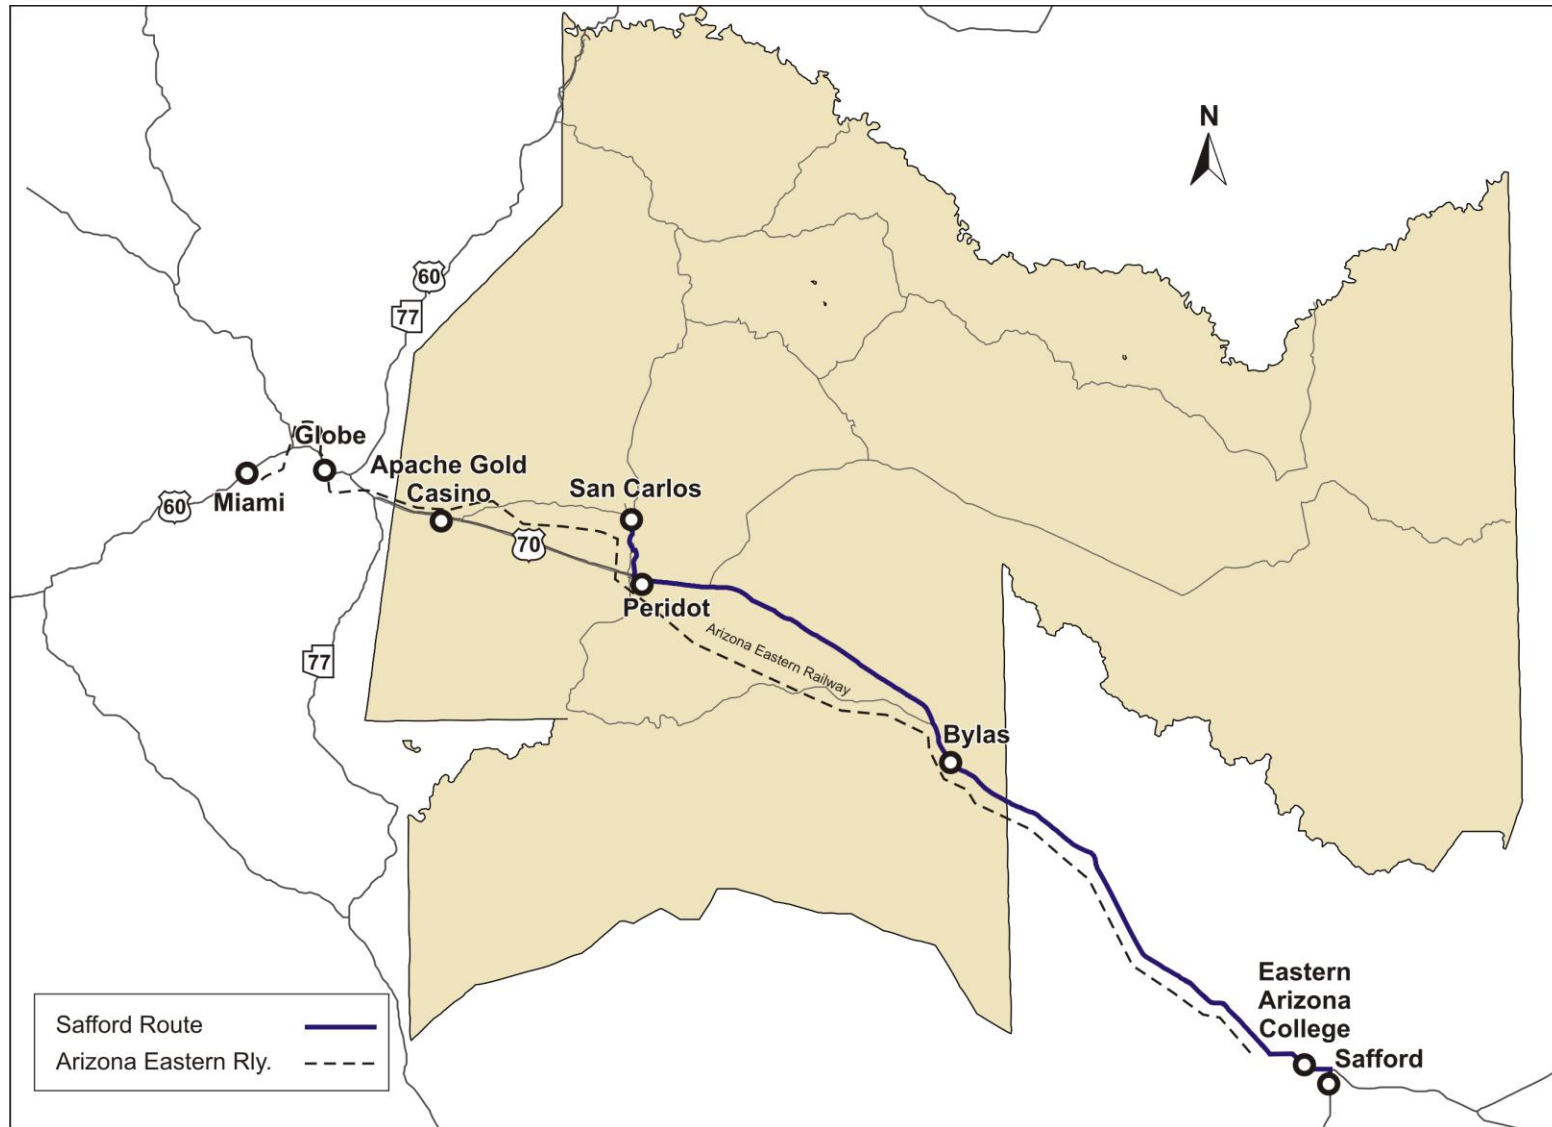 N
60
77
Globe
Apache Gold
Casino
San Carlos
60
Miami
70
Peridot
Arizona Eastern Railway
77
Bylas
Eastern
Arizona
College
Safford
Safford Route
Arizona Eastern Rly.